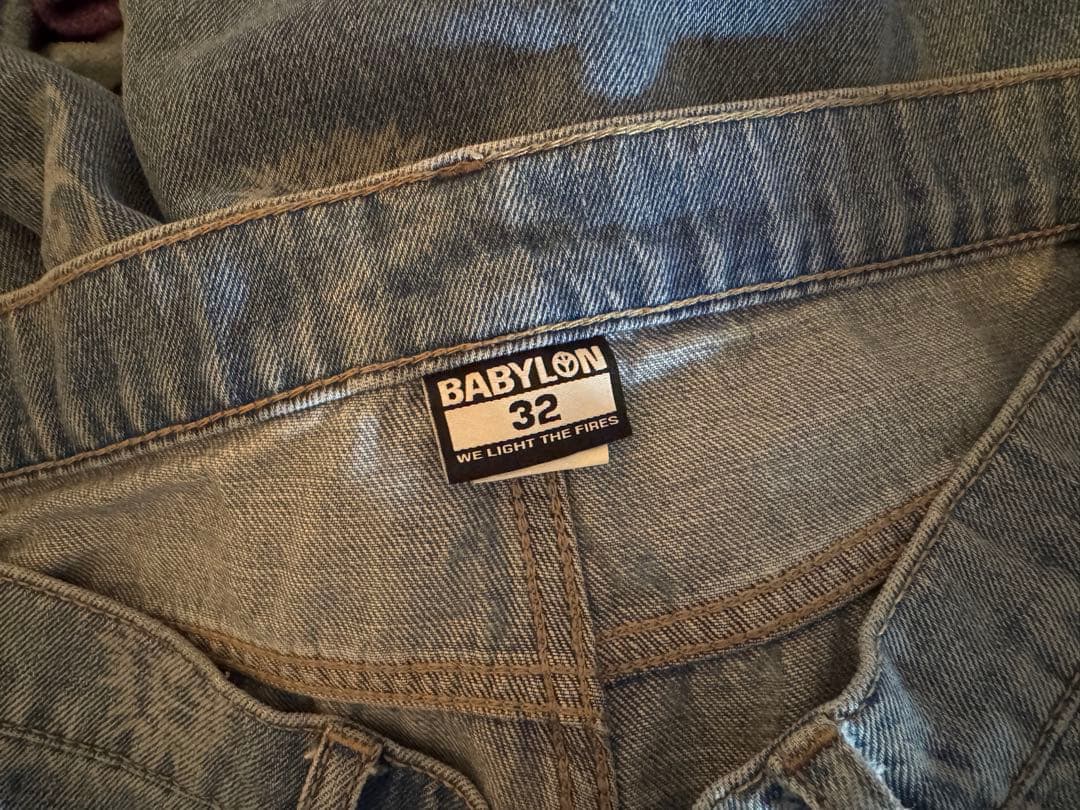 BABYLON
32
WE LIGHT THE FIRES